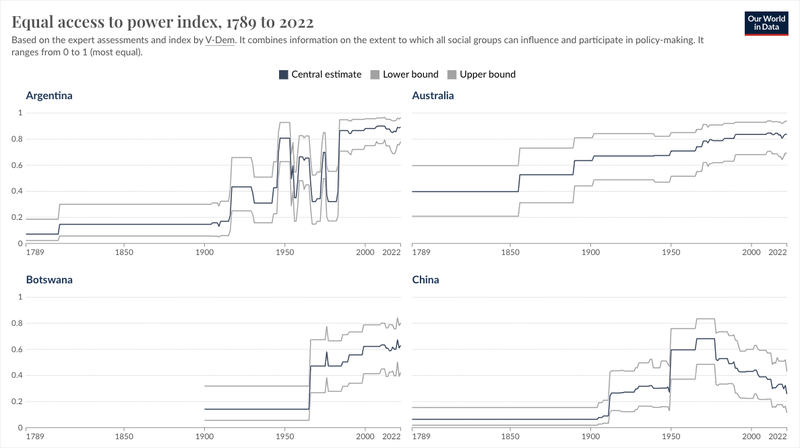 Equal access to power index, 1789 to 2022
Our World
in Data
Based on the expert assessments and index by V-Dem. It combines information on the extent to which all social groups can influence and participate in policy-making. It
ranges from 0 to 1 (most equal).
Central estimate Lower bound Upper bound
Argentina Australia
1
0.8
0.6
0.4
0.2
0
1789 1850 1900 1950 2000 2022 1789 1850 1900 1950 2000 2022
Botswana China
1
0.8
0.6
0.4
0.2
0
1789 1850 1900 1950 2000 2022 1789 1850 1900 1950 2000 2022